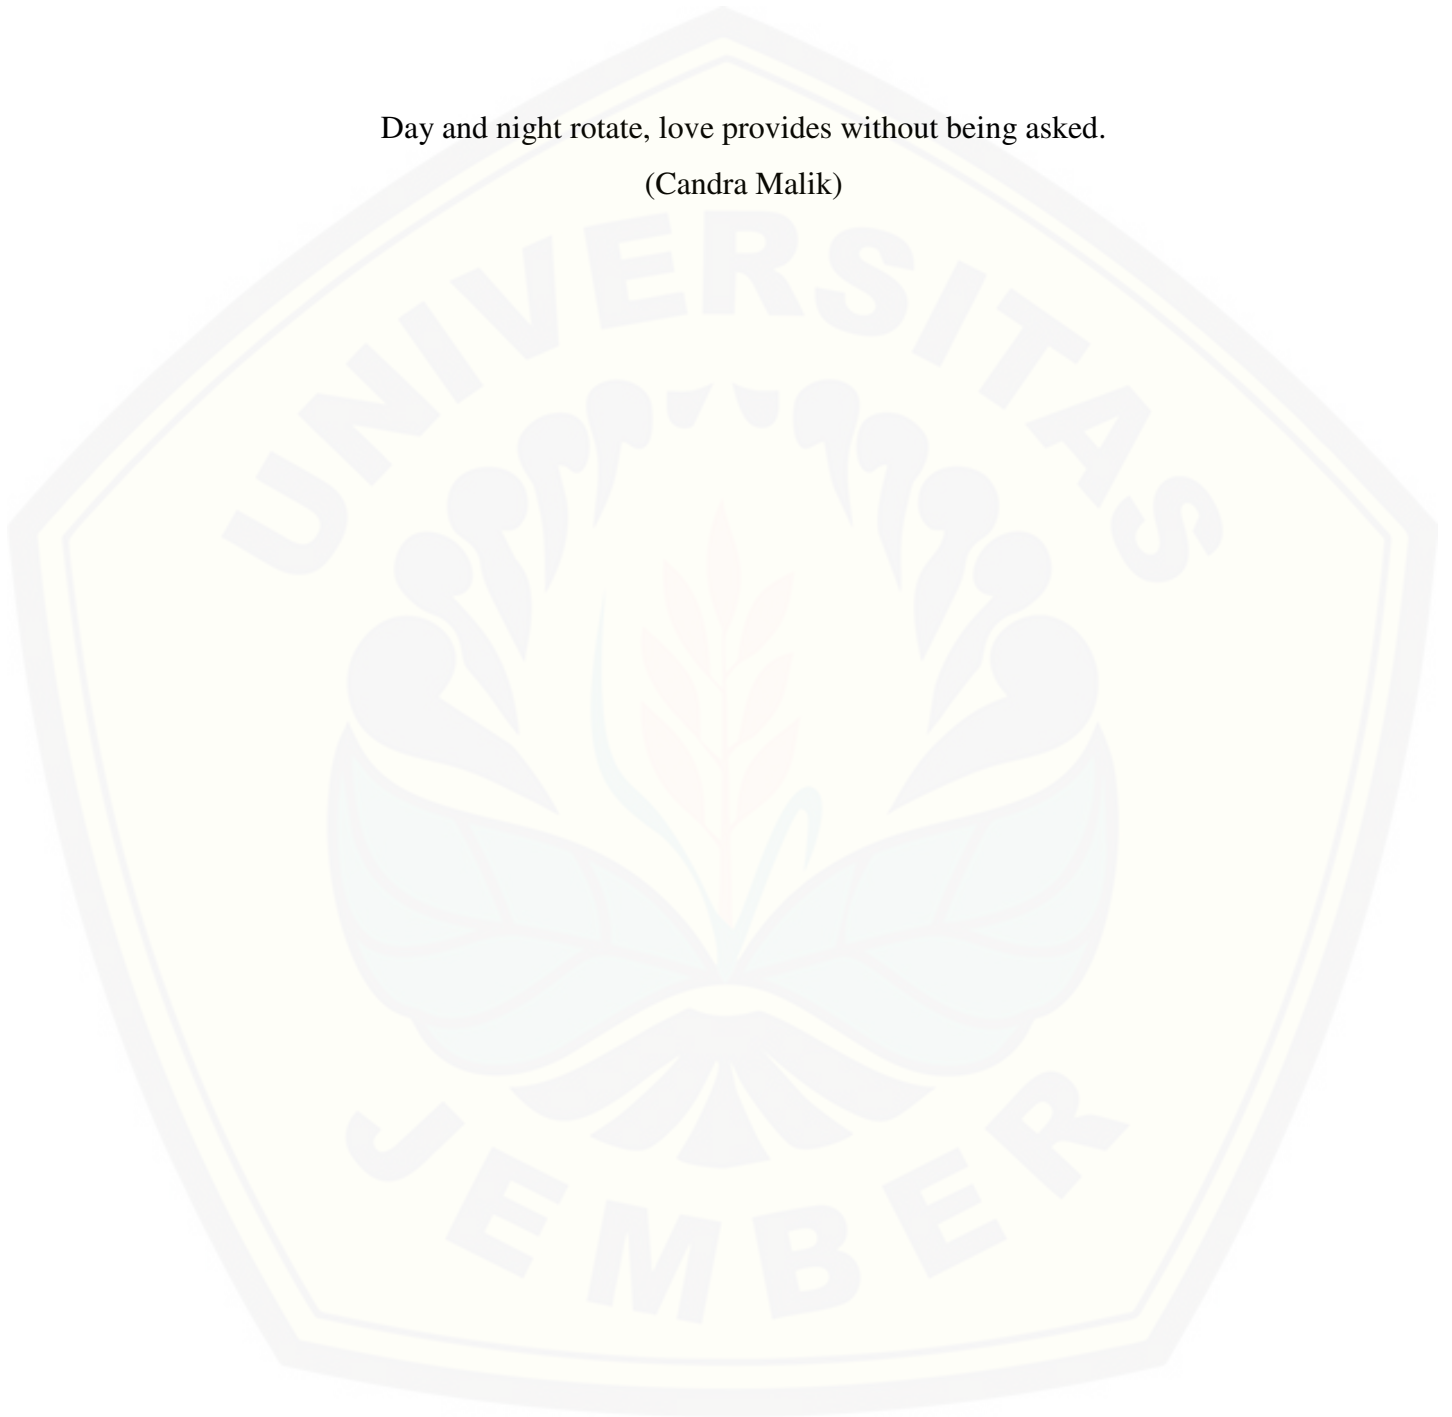 Day and night rotate, love provides without being asked.
(Candra Malik)
UNIVERSITAS
JEMBER